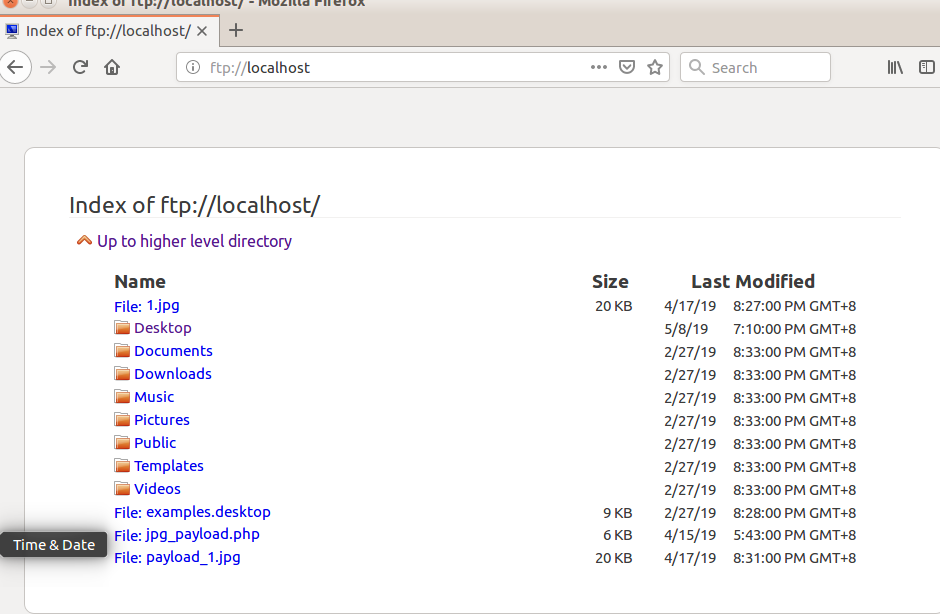 Index of ftp://localhost/ - Mozilla Firefox
Index of ftp://localhost/
ftp://localhost
Search
Index of ftp://localhost/
Up to higher level directory
Name Size Last Modified
File: 1.jpg 20 KB 4/17/19 8:27:00 PM GMT+8
Desktop 5/8/19 7:10:00 PM GMT+8
Documents 2/27/19 8:33:00 PM GMT+8
Downloads 2/27/19 8:33:00 PM GMT+8
Music 2/27/19 8:33:00 PM GMT+8
Pictures 2/27/19 8:33:00 PM GMT+8
Public 2/27/19 8:33:00 PM GMT+8
Templates 2/27/19 8:33:00 PM GMT+8
Videos 2/27/19 8:33:00 PM GMT+8
File: examples.desktop 9 KB 2/27/19 8:28:00 PM GMT+8
File: jpg_payload.php 6 KB 4/15/19 5:43:00 PM GMT+8
Time & Date
File: payload_1.jpg 20 KB 4/17/19 8:31:00 PM GMT+8